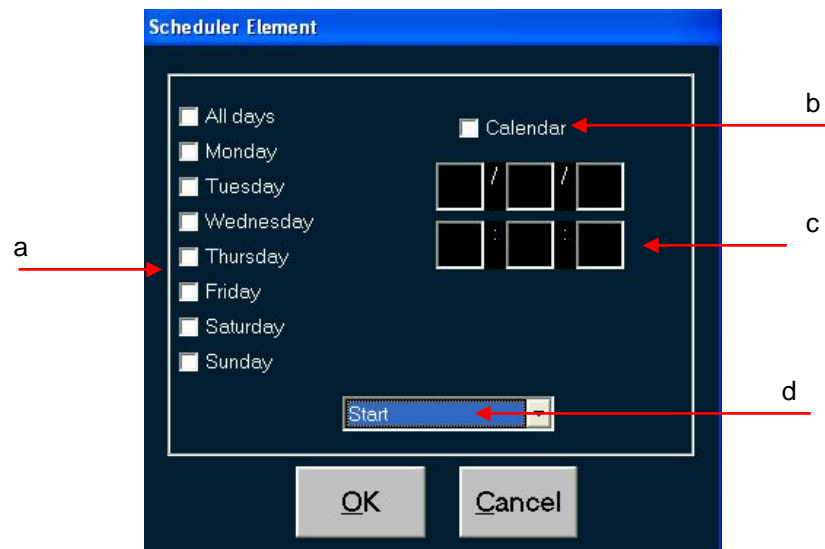 Scheduler Element
All days
Monday
Tuesday
Wednesday
Thursday
Friday
Saturday
Sunday
Calendar
/ /
: :
Start
OK
Cancel
a
b
c
d